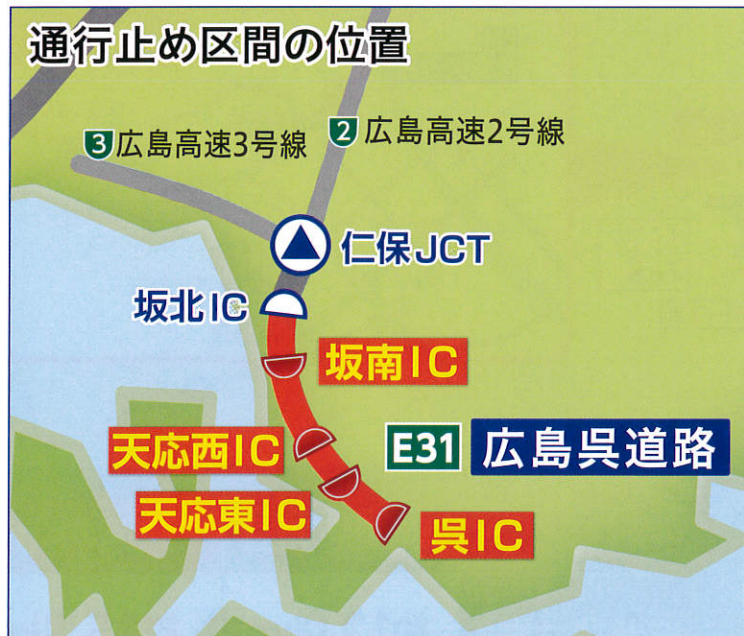 通行止め区間の位置
3 広島高速3号線
2 広島高速2号線
仁保JCT
坂北IC
坂南IC
天応西IC
E31 広島呉道路
天応東IC
呉IC